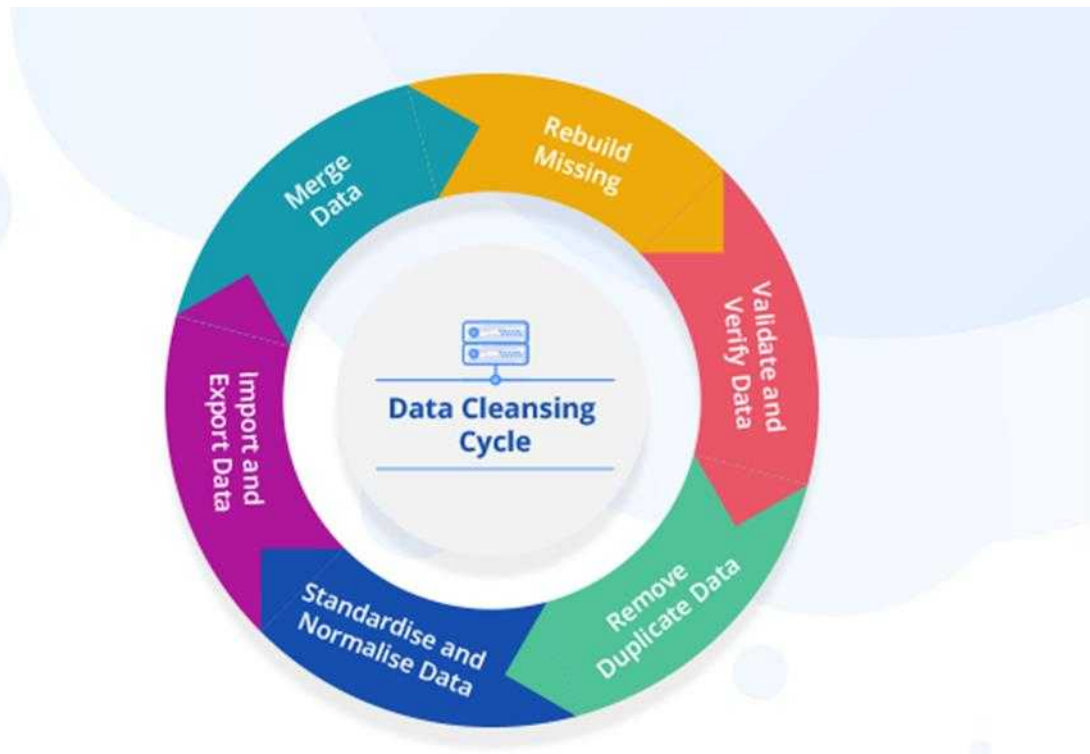 Rebuild
Missing
Validate and
Verify Data
Remove
Duplicate Data
Standardise and
Normalise Data
Import and
Export Data
Merge
Data
Data Cleansing
Cycle